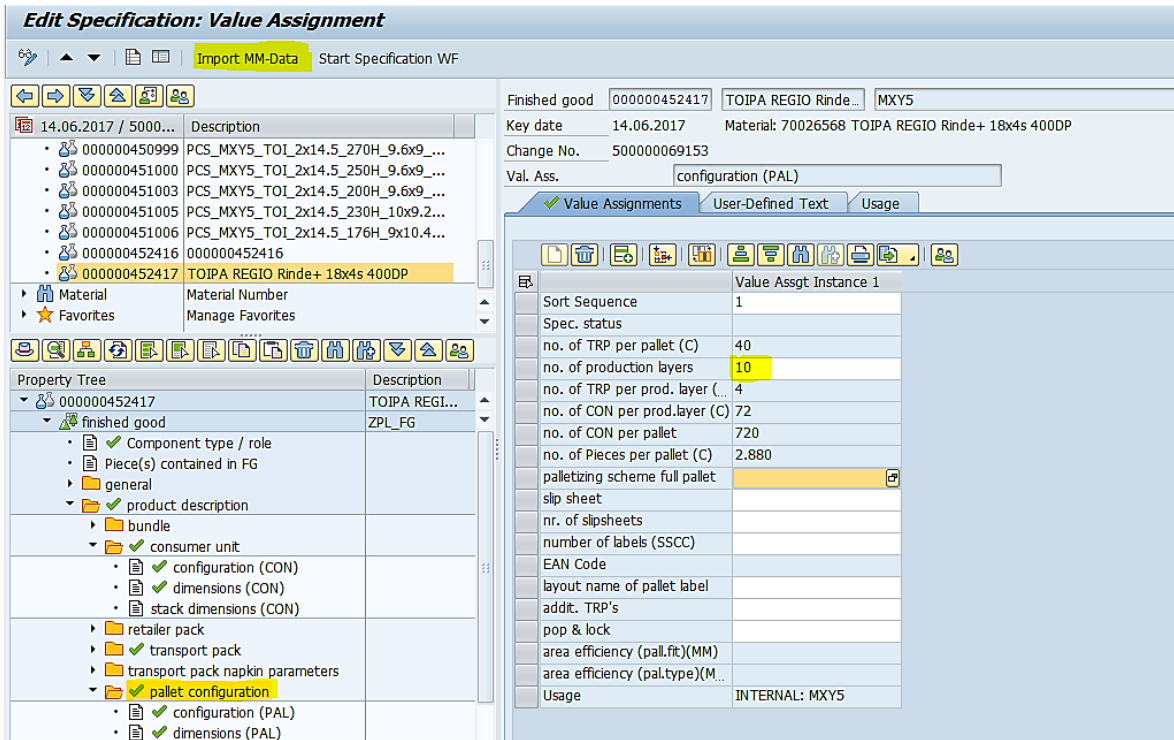 Edit Specification: Value Assignment
Import MM-Data Start Specification WF
14.06.2017 / 5000... Description
000000450999 PCS_MXY5_TOI_2x14.5_270H_9.6x9_...
000000451000 PCS_MXY5_TOI_2x14.5_250H_9.6x9_...
000000451003 PCS_MXY5_TOI_2x14.5_200H_9.6x9_...
000000451005 PCS_MXY5_TOI_2x14.5_230H_10x9.2...
000000451006 PCS_MXY5_TOI_2x14.5_176H_9x10.4...
000000452416 000000452416
000000452417 TOIPA REGIO Rinde+ 18x4s 400DP
Material Material Number
Favorites Manage Favorites
Property Tree Description
000000452417 TOIPA REGI...
finished good ZPL_FG
Component type / role
Piece(s) contained in FG
general
product description
bundle
consumer unit
configuration (CON)
dimensions (CON)
stack dimensions (CON)
retailer pack
transport pack
transport pack napkin parameters
pallet configuration
configuration (PAL)
dimensions (PAL)
Finished good 000000452417 TOIPA REGIO Rinde... MXY5
Key date 14.06.2017 Material: 70026568 TOIPA REGIO Rinde+ 18x4s 400DP
Change No. 500000069153
Val. Ass. configuration (PAL)
Value Assignments User-Defined Text Usage
Value Assgt Instance 1
Sort Sequence 1
Spec. status
no. of TRP per pallet (C) 40
no. of production layers 10
no. of TRP per prod. layer (... 4
no. of CON per prod.layer (C) 72
no. of CON per pallet 720
no. of Pieces per pallet (C) 2.880
palletizing scheme full pallet
slip sheet
nr. of slipsheets
number of labels (SSCC)
EAN Code
layout name of pallet label
addit. TRP's
pop & lock
area efficiency (pall.fit)(MM)
area efficiency (pal.type)(M...
Usage INTERNAL: MXY5